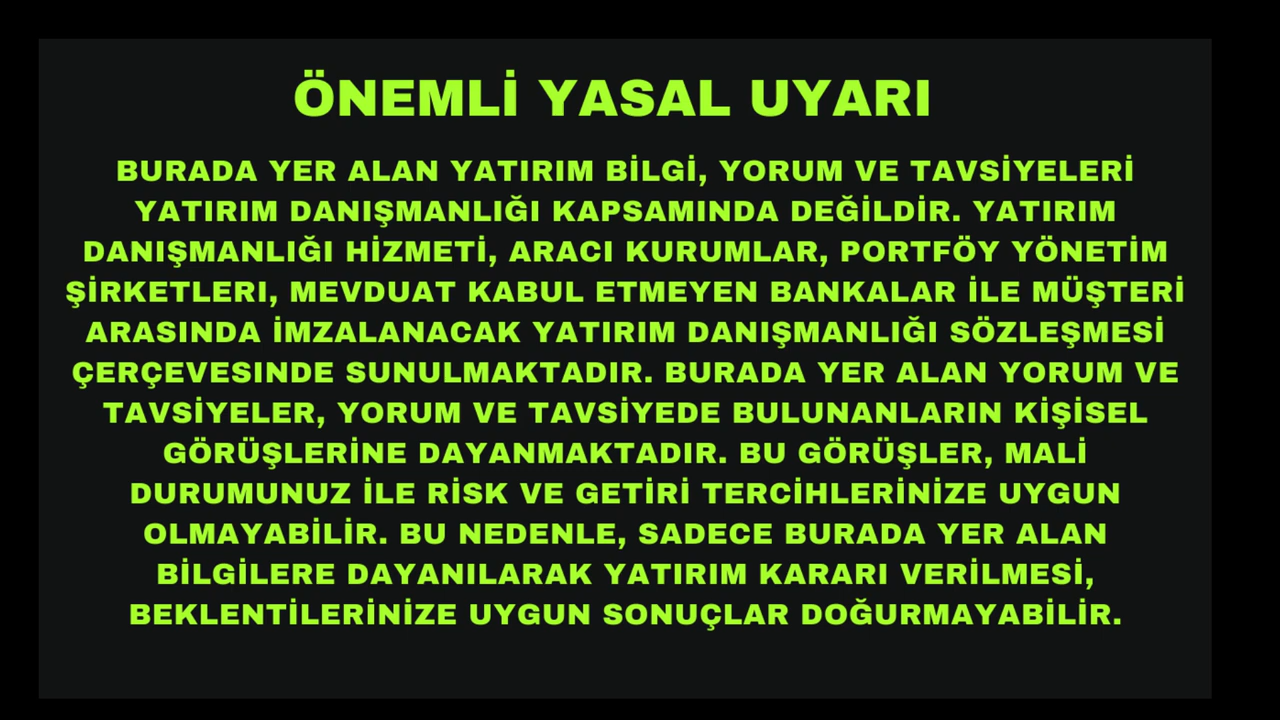 ÖNEMLİ YASAL UYARI
BURADA YER ALAN YATIRIM BİLGİ, YORUM VE TAVSİYELERİ
YATIRIM DANIŞMANLIĞI KAPSAMINDA DEĞİLDİR. YATIRIM
DANIŞMANLIĞI HİZMETİ, ARACI KURUMLAR, PORTFÖY YÖNETİM
ŞİRKETLERI, MEVDUAT KABUL ETMEYEN BANKALAR İLE MÜŞTERİ
ARASINDA İMZALANACAK YATIRIM DANIŞMANLIĞI SÖZLEŞMESİ
ÇERÇEVESINDE SUNULMAKTADIR. BURADA YER ALAN YORUM VE
TAVSİYELER, YORUM VE TAVSİYEDE BULUNANLARIN KİŞİSEL
GÖRÜŞLERİNE DAYANMAKTADIR. BU GÖRÜŞLER, MALİ
DURUMUNUZ İLE RİSK VE GETİRİ TERCİHLERİNİZE UYGUN
OLMAYABİLİR. BU NEDENLE, SADECE BURADA YER ALAN
BİLGİLERE DAYANILARAK YATIRIM KARARI VERİLMESİ,
BEKLENTİLERİNİZE UYGUN SONUÇLAR DOĞURMAYABİLİR.